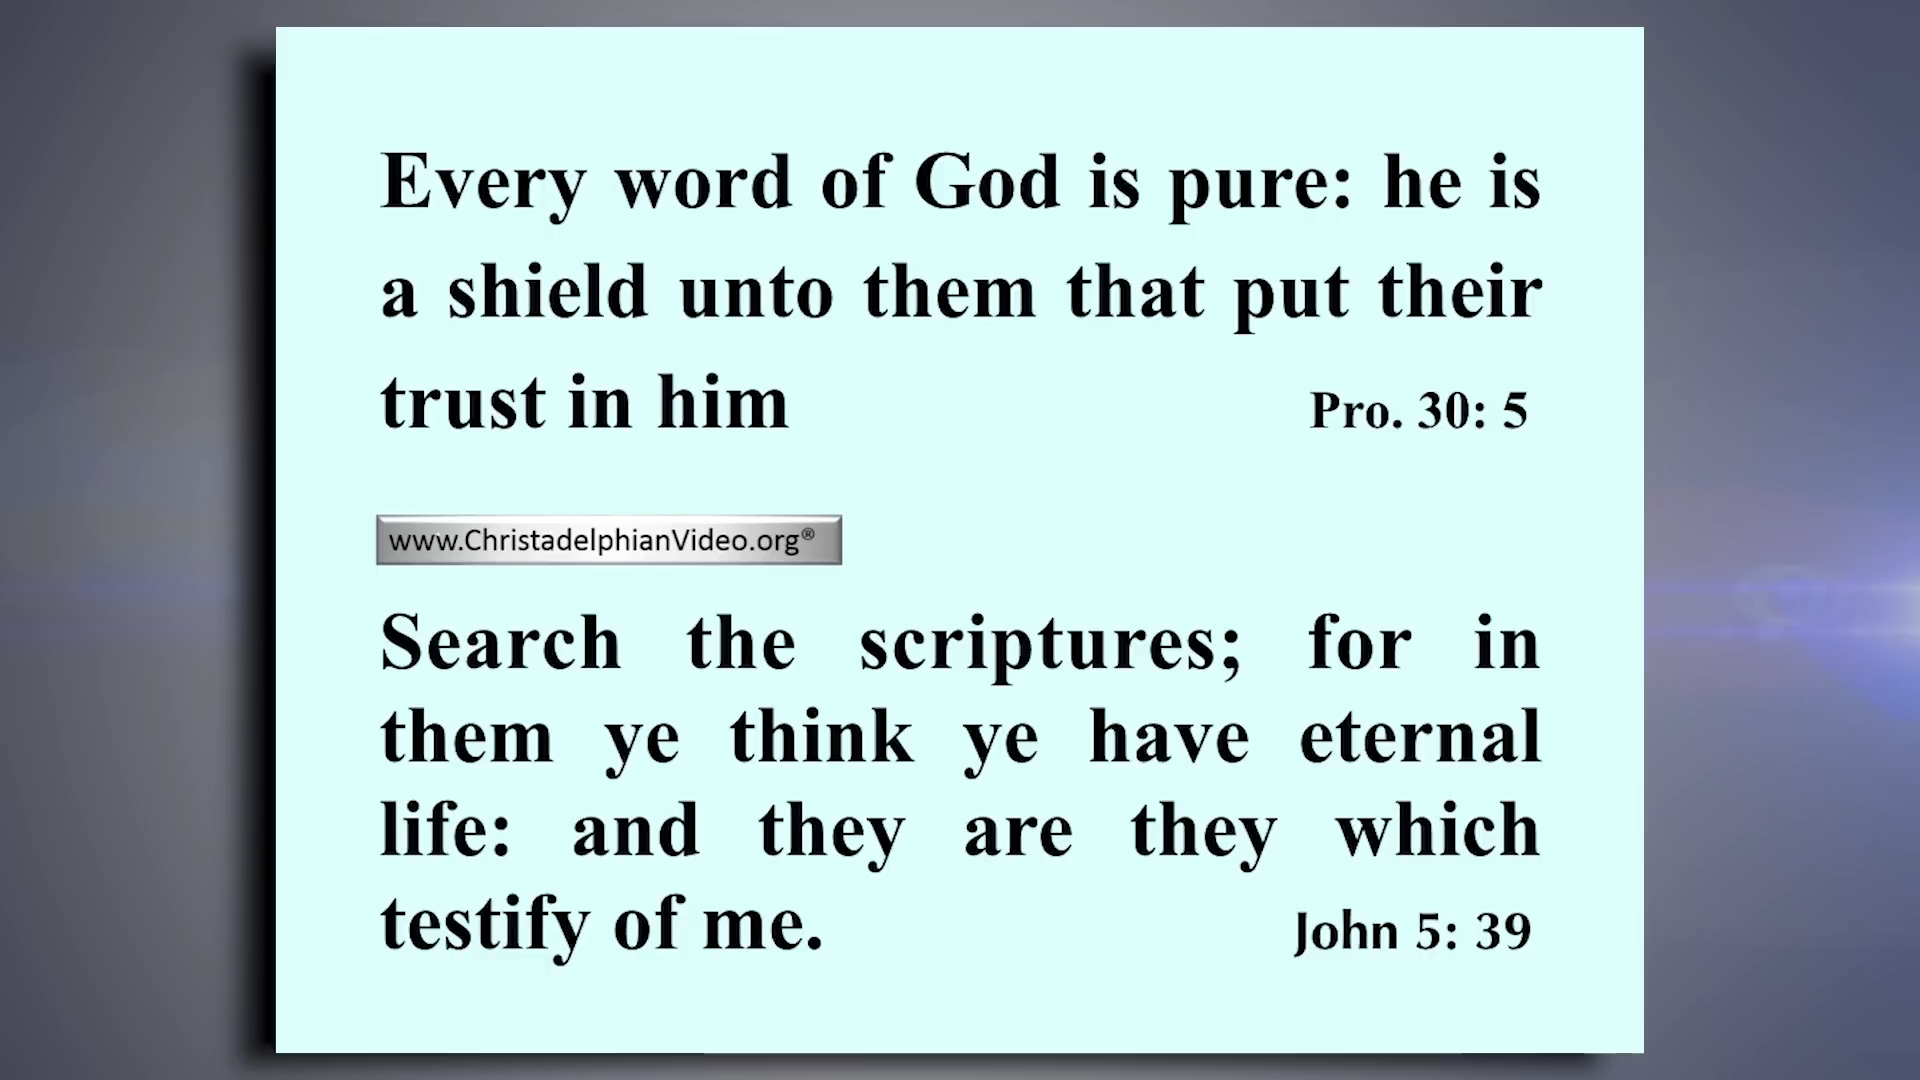 Every word of God is pure: he is
a shield unto them that put their
trust in him Pro. 30: 5
www.ChristadelphianVideo.org®
Search the scriptures; for in
them ye think ye have eternal
life: and they are they which
testify of me. John 5: 39